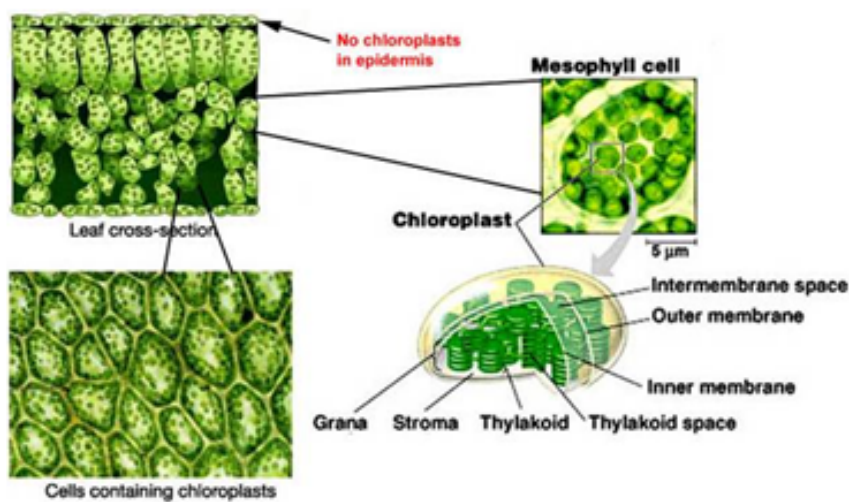 No chloroplasts
in epidermis
Mesophyll cell
Leaf cross-section
Chloroplast
5 µm
Intermembrane space
Outer membrane
Inner membrane
Grana
Stroma
Thylakoid
Thylakoid space
Cells containing chloroplasts